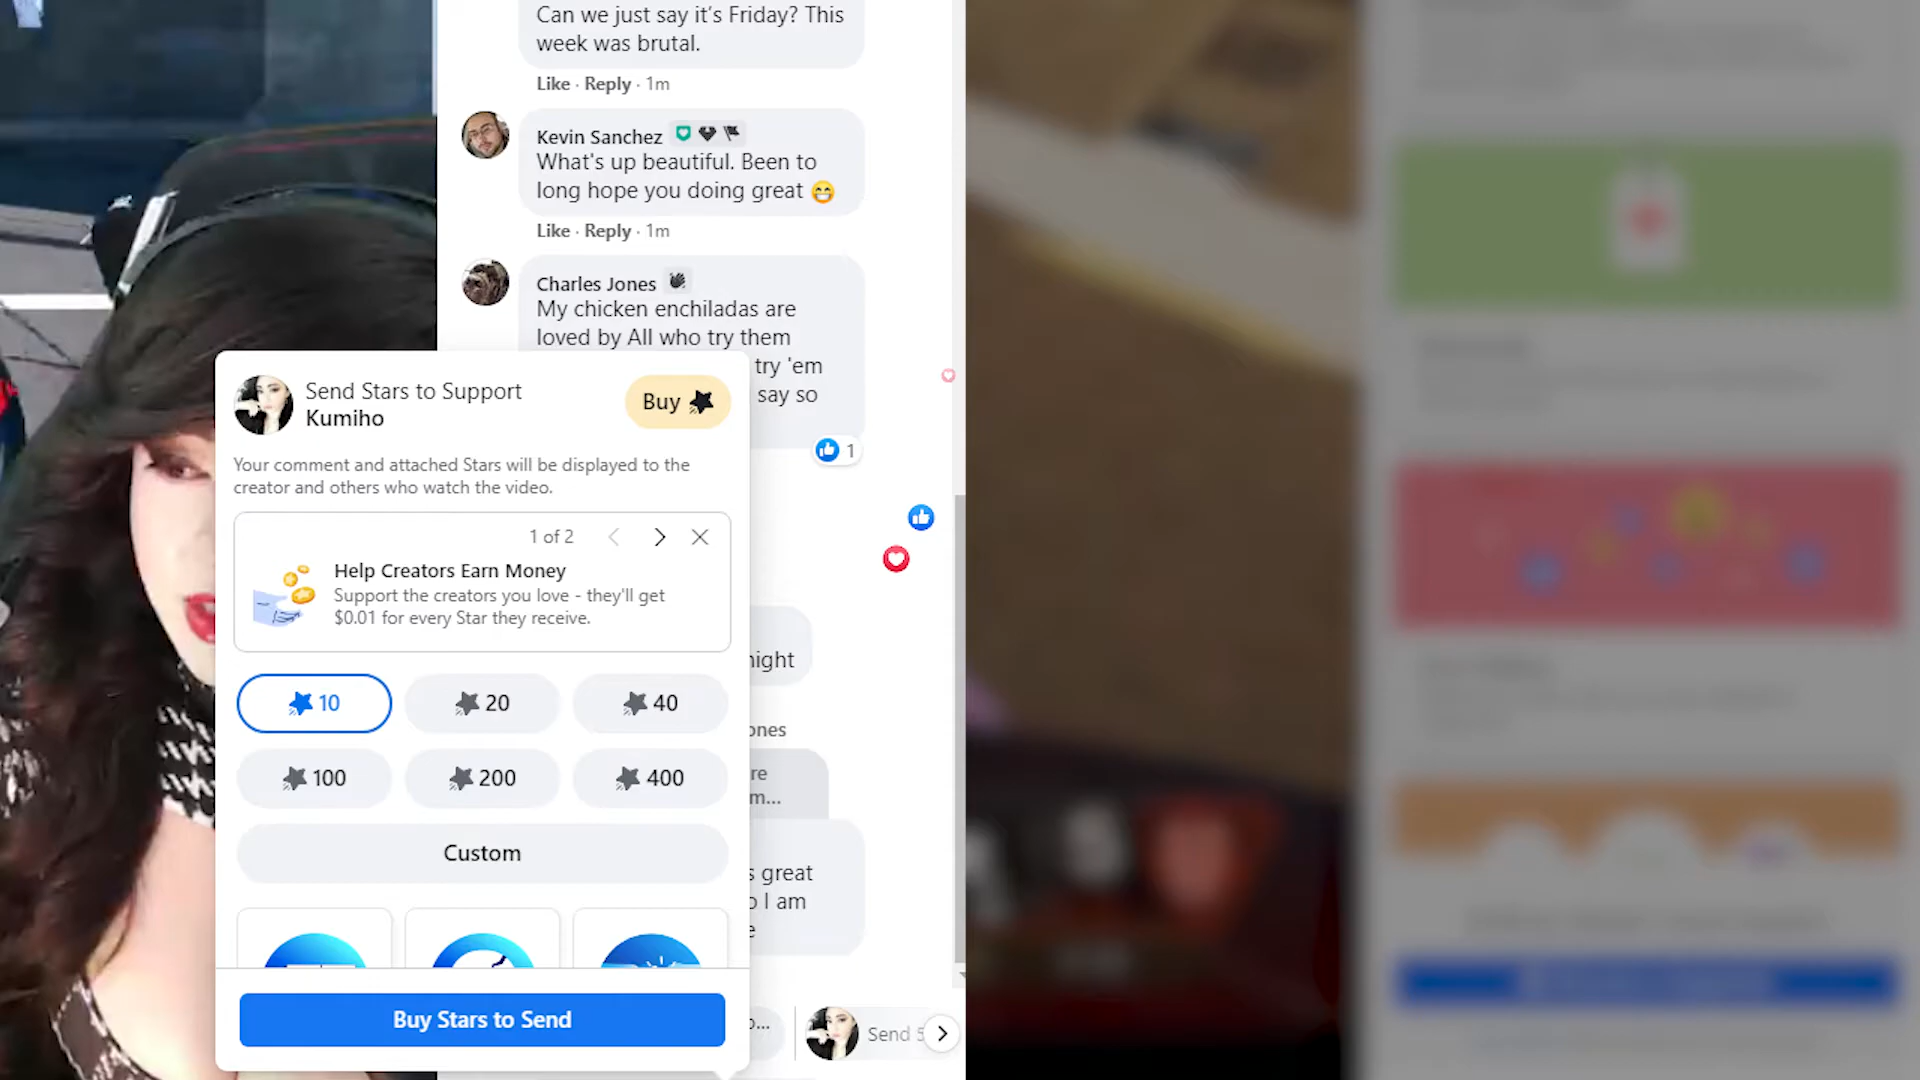 Can we just say it's Friday? This
week was brutal.
Like · Reply · 1m
Kevin Sanchez
What's up beautiful. Been to
long hope you doing great 😁
Like · Reply · 1m
Charles Jones
My chicken enchiladas are
loved by All who try them
try 'em
say so
1
Send Stars to Support
Kumiho
Buy
Your comment and attached Stars will be displayed to the
creator and others who watch the video.
1 of 2
Help Creators Earn Money
Support the creators you love - they'll get
$0.01 for every Star they receive.
10
20
40
100
200
400
Custom
great
I am
Buy Stars to Send
Send